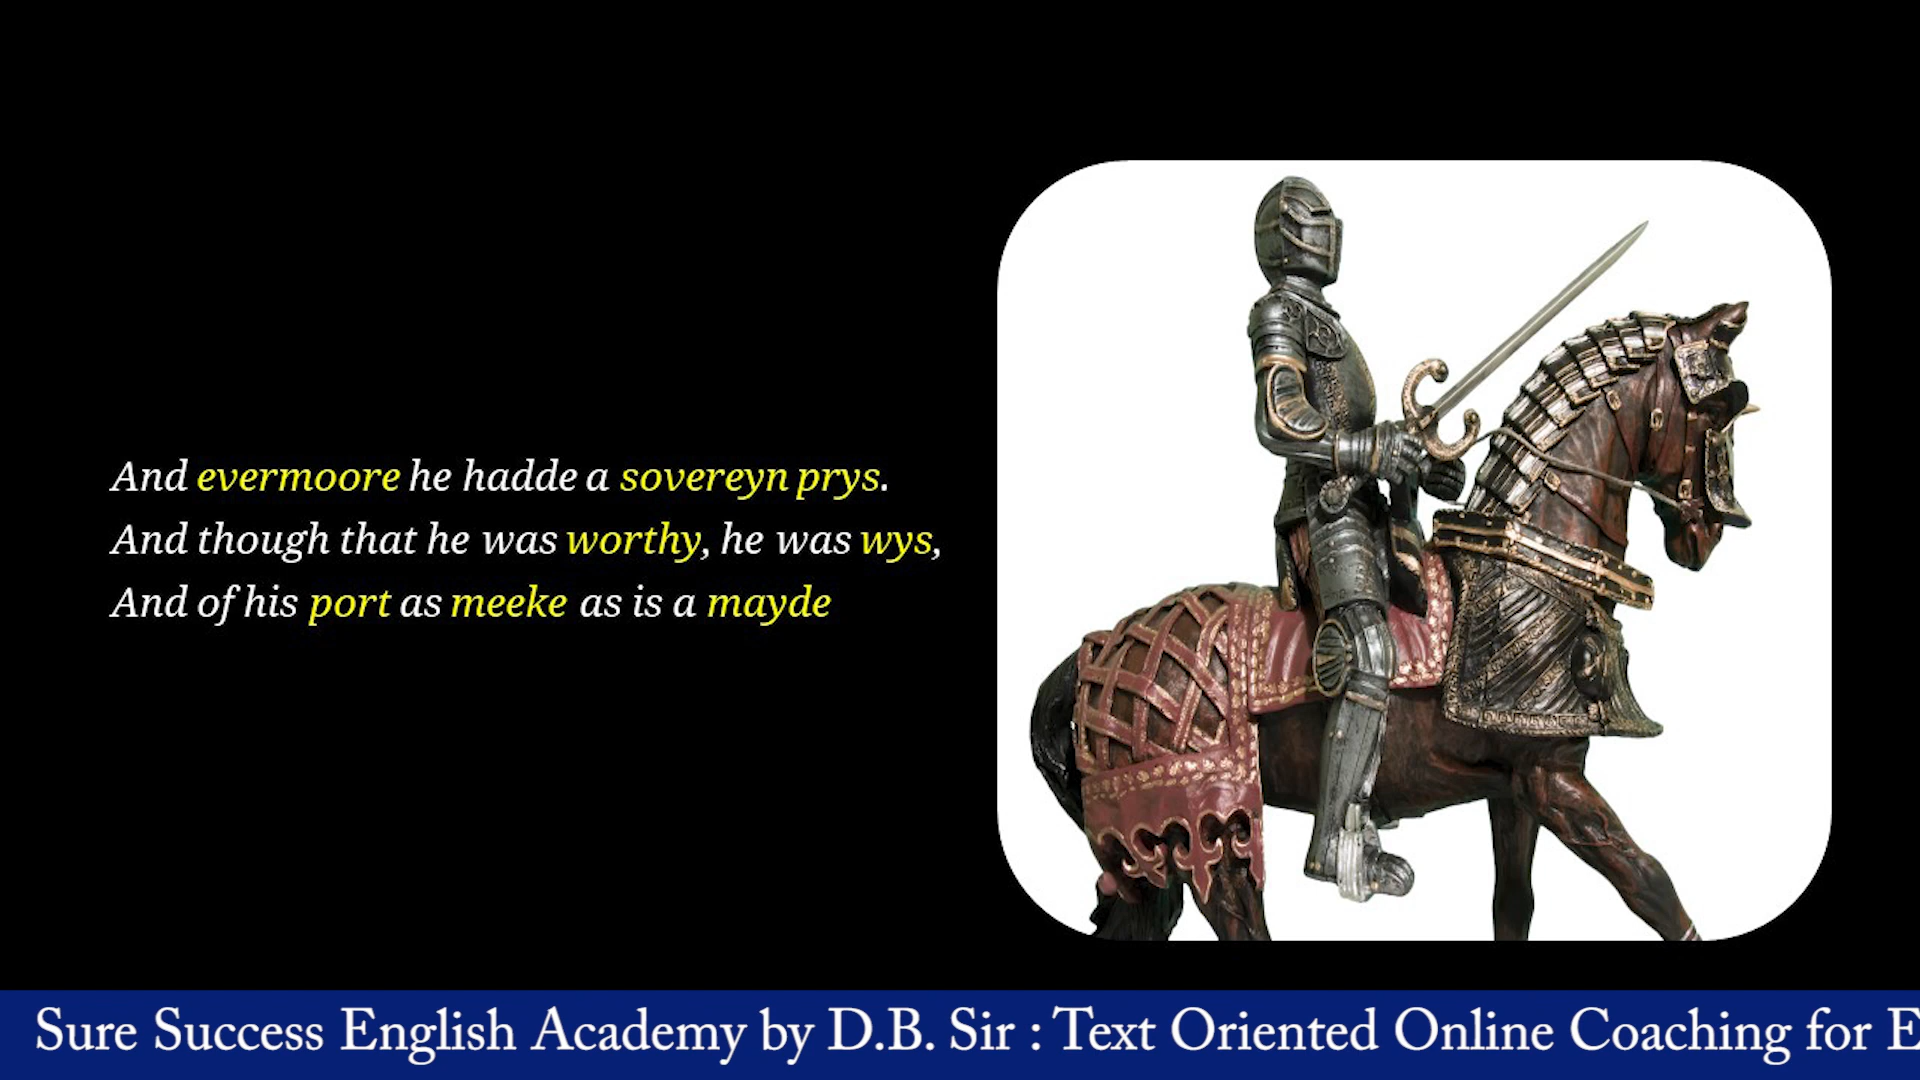 And evermoore he hadde a sovereyn prys.
And though that he was worthy, he was wys,
And of his port as meeke as is a mayde
Sure Success English Academy by D.B. Sir : Text Oriented Online Coaching for E